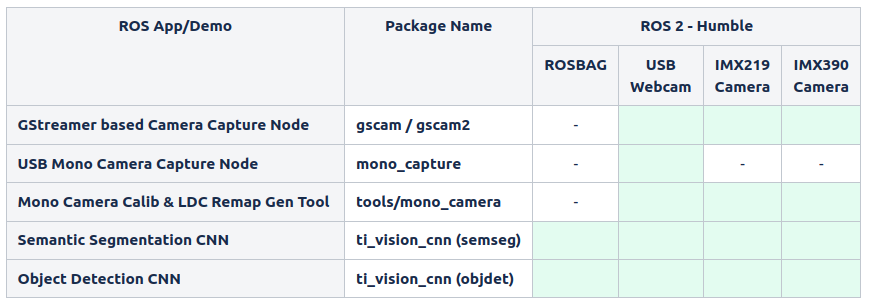 ROS App/Demo Package Name ROS 2 - Humble
ROSBAG USB Webcam IMX219 Camera IMX390 Camera
GStreamer based Camera Capture Node gscam / gscam2 -
USB Mono Camera Capture Node mono_capture - - -
Mono Camera Calib & LDC Remap Gen Tool tools/mono_camera -
Semantic Segmentation CNN ti_vision_cnn (semseg)
Object Detection CNN ti_vision_cnn (objdet)